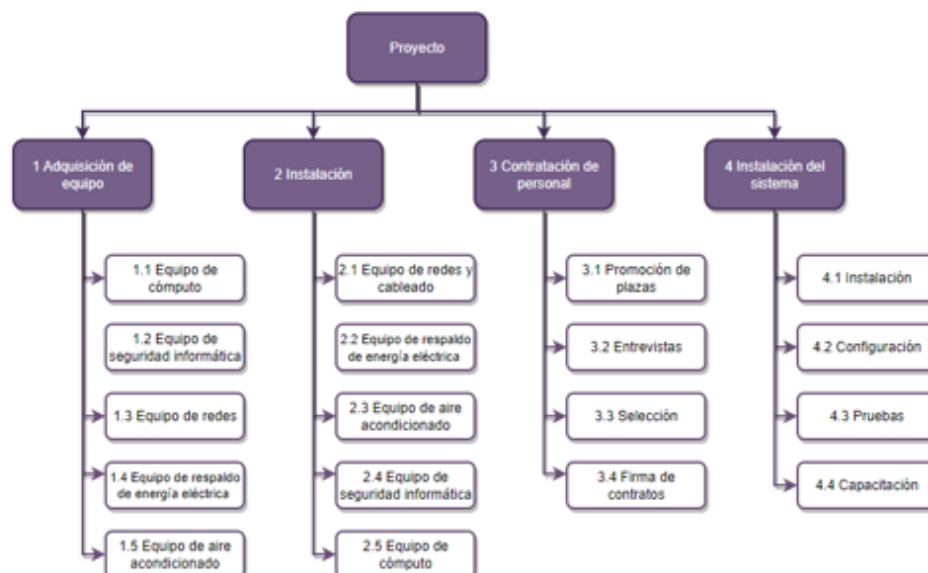 Proyecto
1 Adquisición de
equipo
2 Instalación
3 Contratación de
personal
4 Instalación del
sistema
1.1 Equipo de
cómputo
1.2 Equipo de
seguridad informática
1.3 Equipo de redes
1.4 Equipo de respaldo
de energía eléctrica
1.5 Equipo de aire
acondicionado
2.1 Equipo de redes y
cableado
2.2 Equipo de respaldo
de energía eléctrica
2.3 Equipo de aire
acondicionado
2.4 Equipo de
seguridad informática
2.5 Equipo de
cómputo
3.1 Promoción de
plazas
3.2 Entrevistas
3.3 Selección
3.4 Firma de
contratos
4.1 Instalación
4.2 Configuración
4.3 Pruebas
4.4 Capacitación